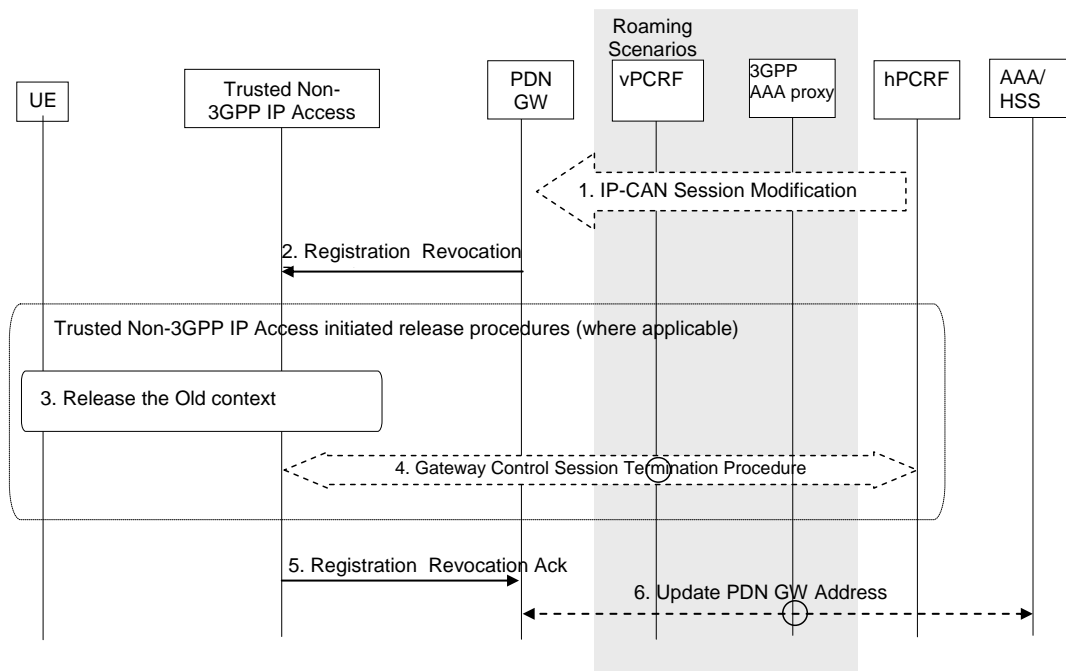 Roaming
Scenarios
UE
Trusted Non-
3GPP IP Access
PDN
GW
vPCRF
3GPP
AAA proxy
hPCRF
AAA/
HSS
1. IP-CAN Session Modification
2. Registration Revocation
Trusted Non-3GPP IP Access initiated release procedures (where applicable)
3. Release the Old context
4. Gateway Control Session Termination Procedure
5. Registration Revocation Ack
6. Update PDN GW Address